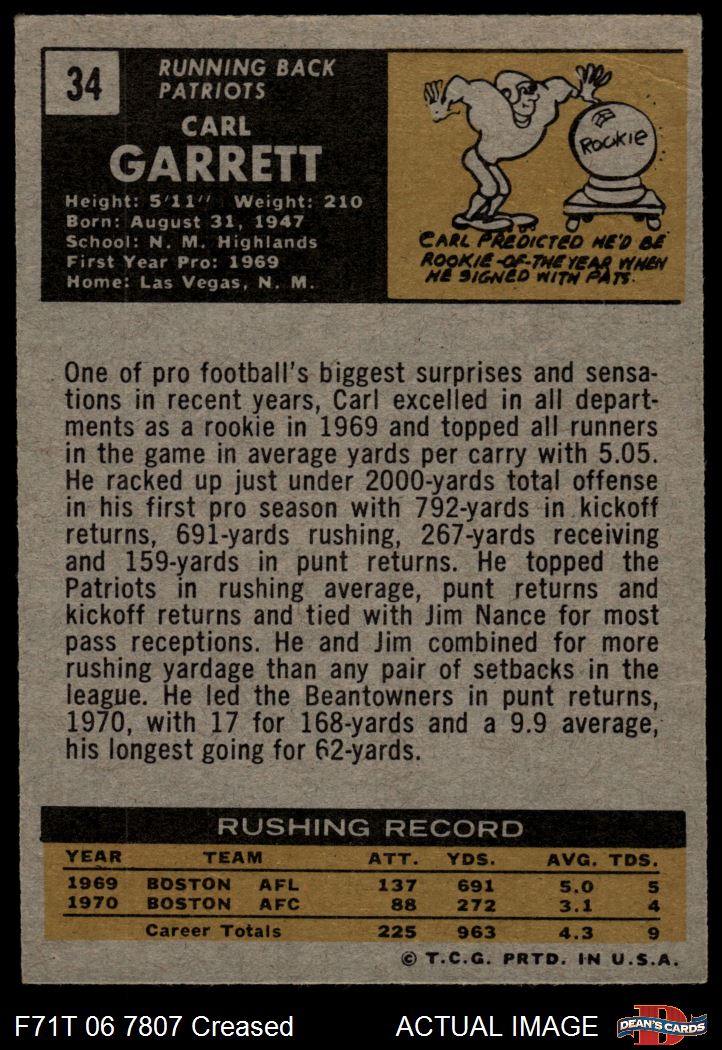 34
RUNNING BACK
PATRIOTS
CARL
GARRETT
Height: 5'11" Weight: 210
Born: August 31, 1947
School: N. M. Highlands
First Year Pro: 1969
Home: Las Vegas, N. M.
ROOKIE
CARL PREDICTED HE'D BE
ROOKIE-OF-THE-YEAR WHEN
HE SIGNED WITH PATS.
One of pro football's biggest surprises and sensa-
tions in recent years, Carl excelled in all depart-
ments as a rookie in 1969 and topped all runners
in the game in average yards per carry with 5.05.
He racked up just under 2000-yards total offense
in his first pro season with 792-yards in kickoff
returns, 691-yards rushing, 267-yards receiving
and 159-yards in punt returns. He topped the
Patriots in rushing average, punt returns and
kickoff returns and tied with Jim Nance for most
pass receptions. He and Jim combined for more
rushing yardage than any pair of setbacks in the
league. He led the Beantowners in punt returns,
1970, with 17 for 168-yards and a 9.9 average,
his longest going for 62-yards.
RUSHING RECORD
YEAR TEAM ATT. YDS. AVG. TDS.
1969 BOSTON AFL 137 691 5.0 5
1970 BOSTON AFC 88 272 3.1 4
Career Totals 225 963 4.3 9
© T.C.G. PRTD. IN U.S.A.
F71T 06 7807 Creased ACTUAL IMAGE
D
DEAN'S CARDS